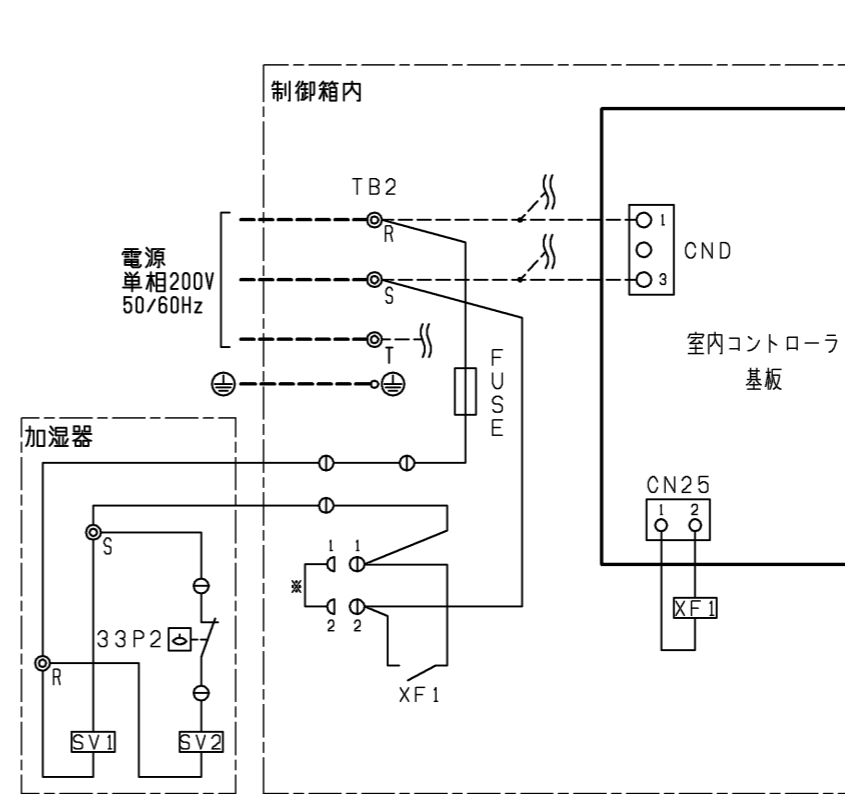 制御箱内
TB2
R
電源
単相200V
50/60Hz
S
T
1
3
CND
室内コントローラ
基板
FUSE
加湿器
S
33P2
R
SV1
SV2
1 1
※
2 2
XF1
CN25
1 2
XF1